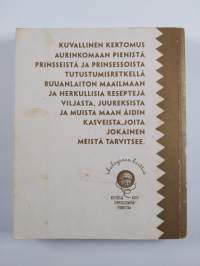 KUVALLINEN KERTOMUS
AURINKOMAAN PIENISTÄ
PRINSSEISTÄ JA PRINSESSOISTA
TUTUSTUMISRETKELLÄ
RUUANLAITON MAAILMAAN
JA HERKULLISIA RESEPTEJÄ
VILJASTA, JUUREKSISTA
JA MUISTA MAAN ÄIDIN
KASVEISTA,JOITA
JOKAINEN
MEISTÄ TARVITSEE.